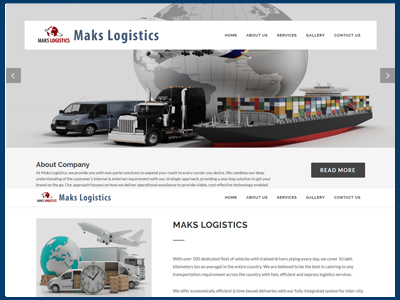 MAKS LOGISTICS
Maks Logistics
HOME ABOUT US SERVICES GALLERY CONTACT US
About Company
At Maks Logistics, we provide you with non-pariel solutions to expand your reach to every corner you desire. We combine our deep
understanding of the customer's internal & external requirement with our strategic approach, providing a one stop solution to get your
brand on the go. Our approach focuses on how we deliver operational excellence to provide viable, cost-effective technology enabled
READ MORE
MAKS LOGISTICS
Maks Logistics
HOME ABOUT US SERVICES GALLERY CONTACT US
MAKS LOGISTICS
With over 300 dedicated fleet of vehicles with trained drivers plying every day, we cover 10 lakh
kilometers (on an average) in the entire country. We are believed to be the best in catering to any
transportation requirement across the country with fast, efficient and express logistics services.
We offer economically efficient & time bound deliveries with our fully-integrated system for inter city